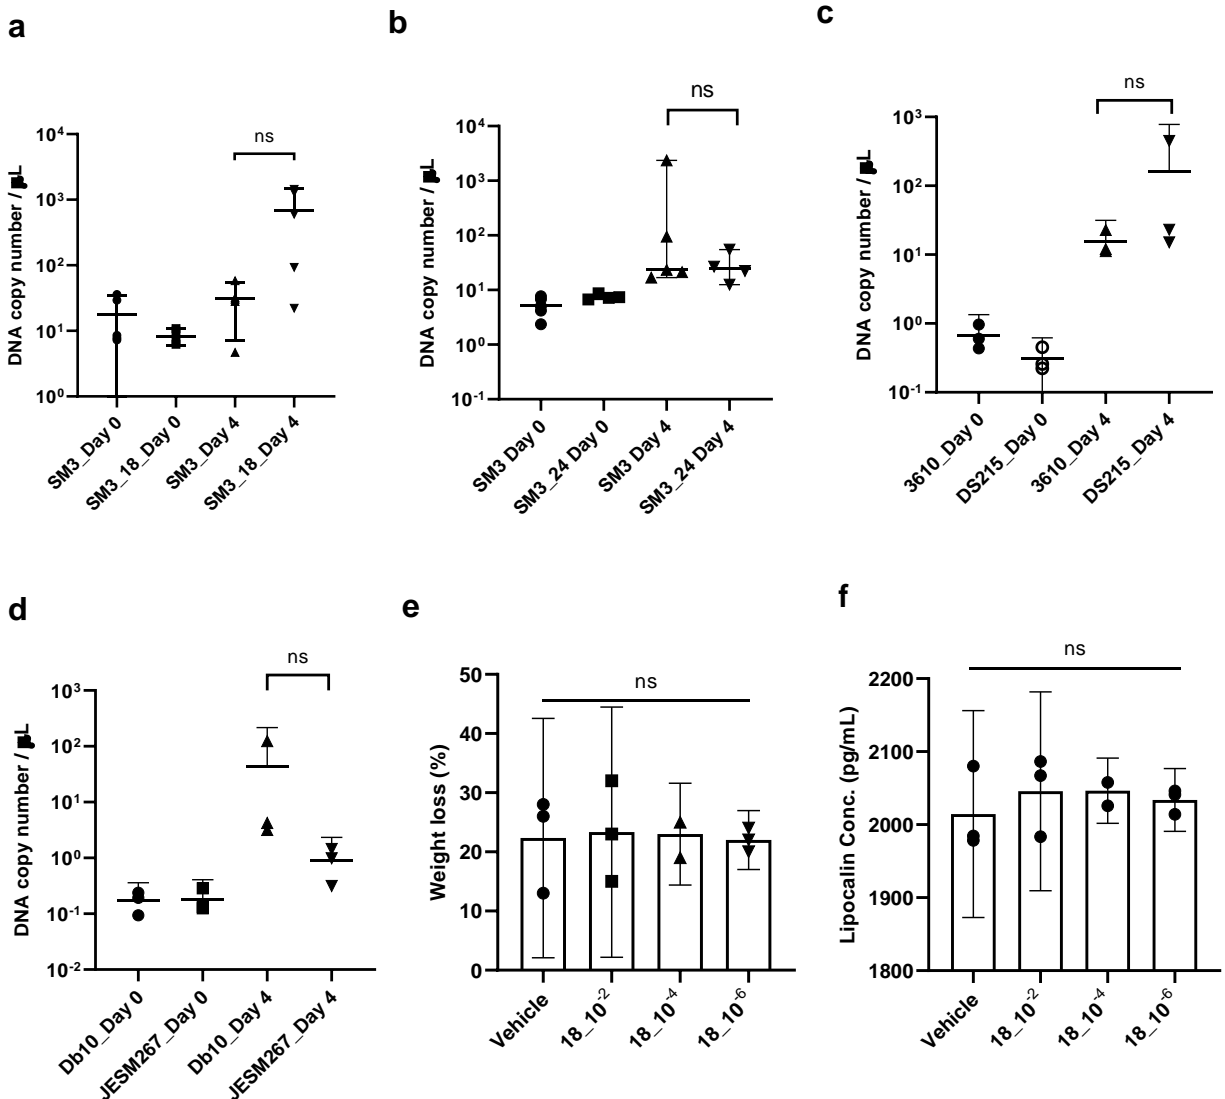 a
ns
DNA copy number /
L
10⁴
10³
10²
10¹
10⁰
SM3_Day 0
SM3_18_Day 0
SM3_Day 4
SM3_18_Day 4
b
ns
DNA copy number /
L
10⁴
10³
10²
10¹
10⁰
10⁻¹
SM3 Day 0
SM3_24 Day 0
SM3 Day 4
SM3_24 Day 4
c
ns
DNA copy number /
L
10³
10²
10¹
10⁰
10⁻¹
3610_Day 0
DS215_Day 0
3610_Day 4
DS215_Day 4
d
ns
DNA copy number /
L
10³
10²
10¹
10⁰
10⁻¹
10⁻²
Db10_Day 0
JESM267_Day 0
Db10_Day 4
JESM267_Day 4
e
ns
Weight loss (%)
50
40
30
20
10
0
Vehicle
18_10⁻²
18_10⁻⁴
18_10⁻⁶
f
ns
Lipocalin Conc. (pg/mL)
2200
2100
2000
1900
1800
Vehicle
18_10⁻²
18_10⁻⁴
18_10⁻⁶